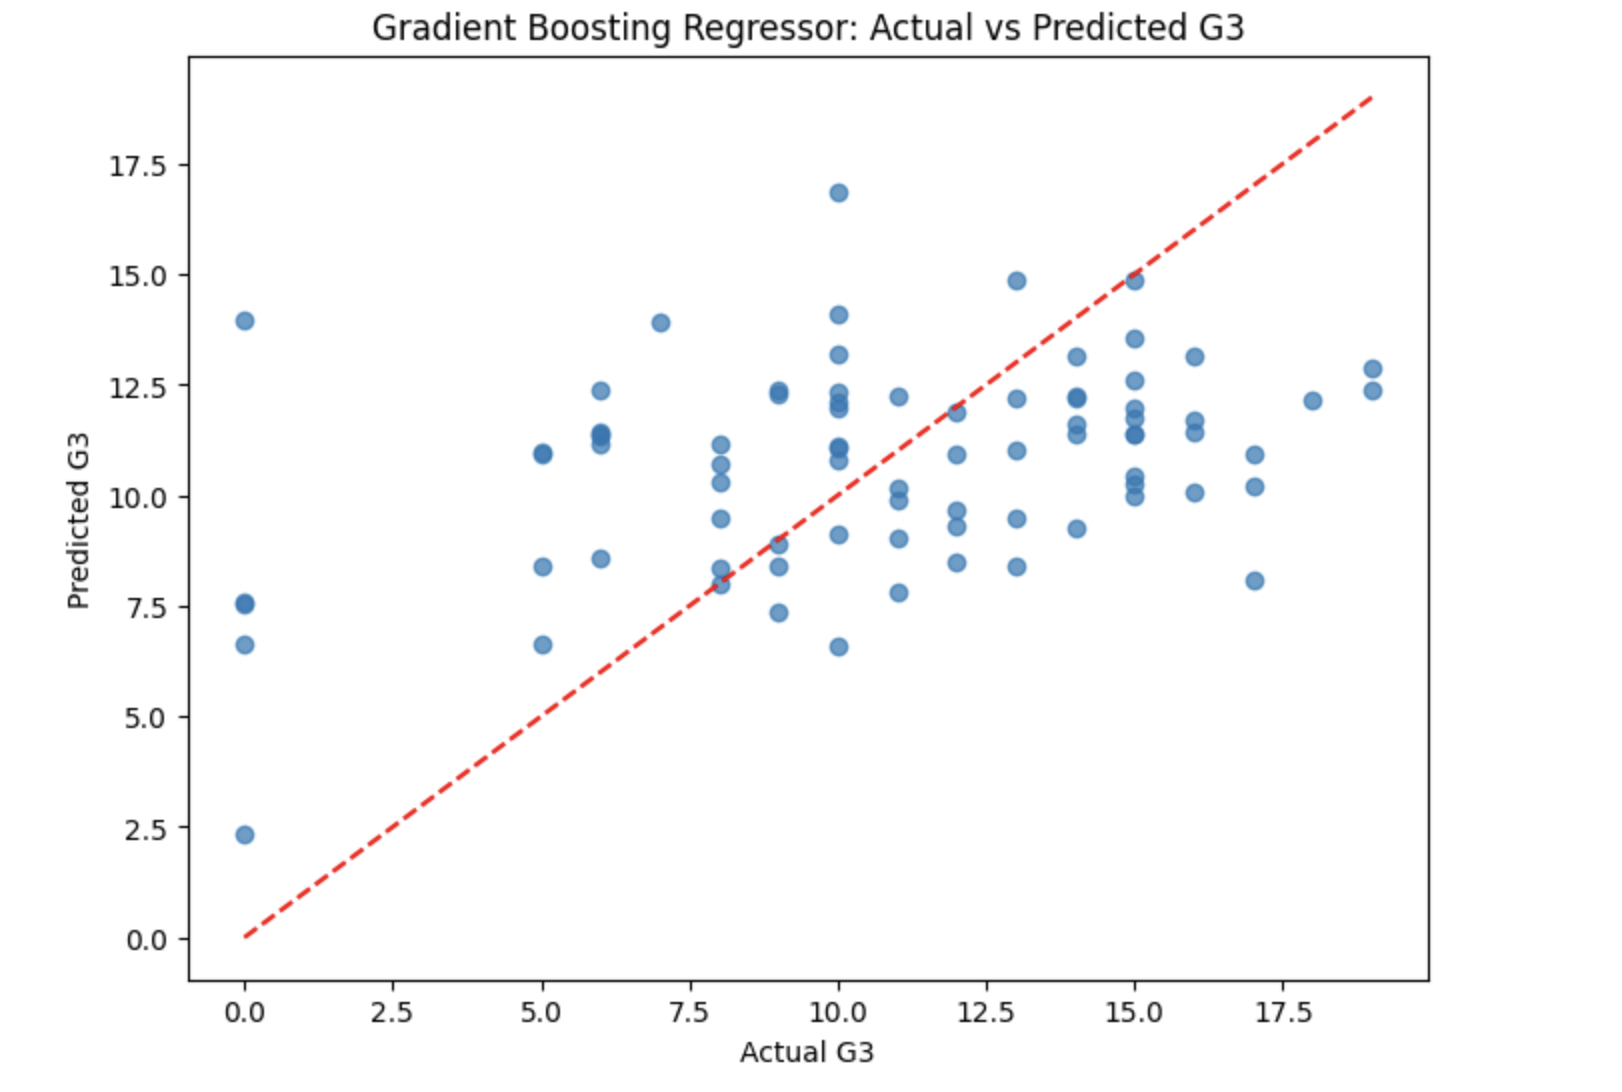 Gradient Boosting Regressor: Actual vs Predicted G3
17.5
15.0
12.5
10.0
7.5
5.0
2.5
0.0
Predicted G3
0.0 2.5 5.0 7.5 10.0 12.5 15.0 17.5
Actual G3